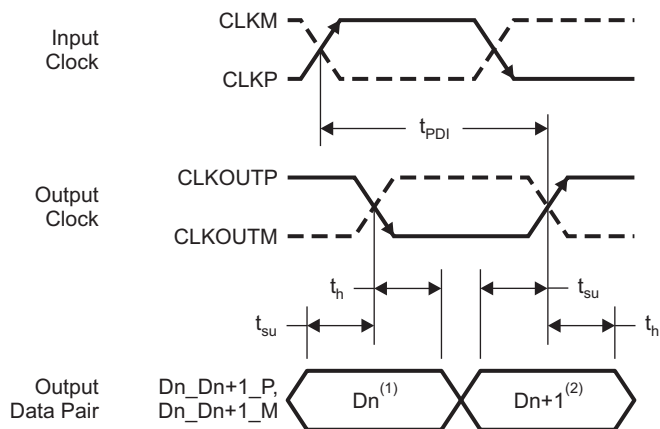 Input
Clock
CLKM
CLKP
t_PDI
Output
Clock
CLKOUTP
CLKOUTM
t_su
t_h
t_su
t_h
Output
Data Pair
Dn_Dn+1_P,
Dn_Dn+1_M
Dn(1)
Dn+1(2)